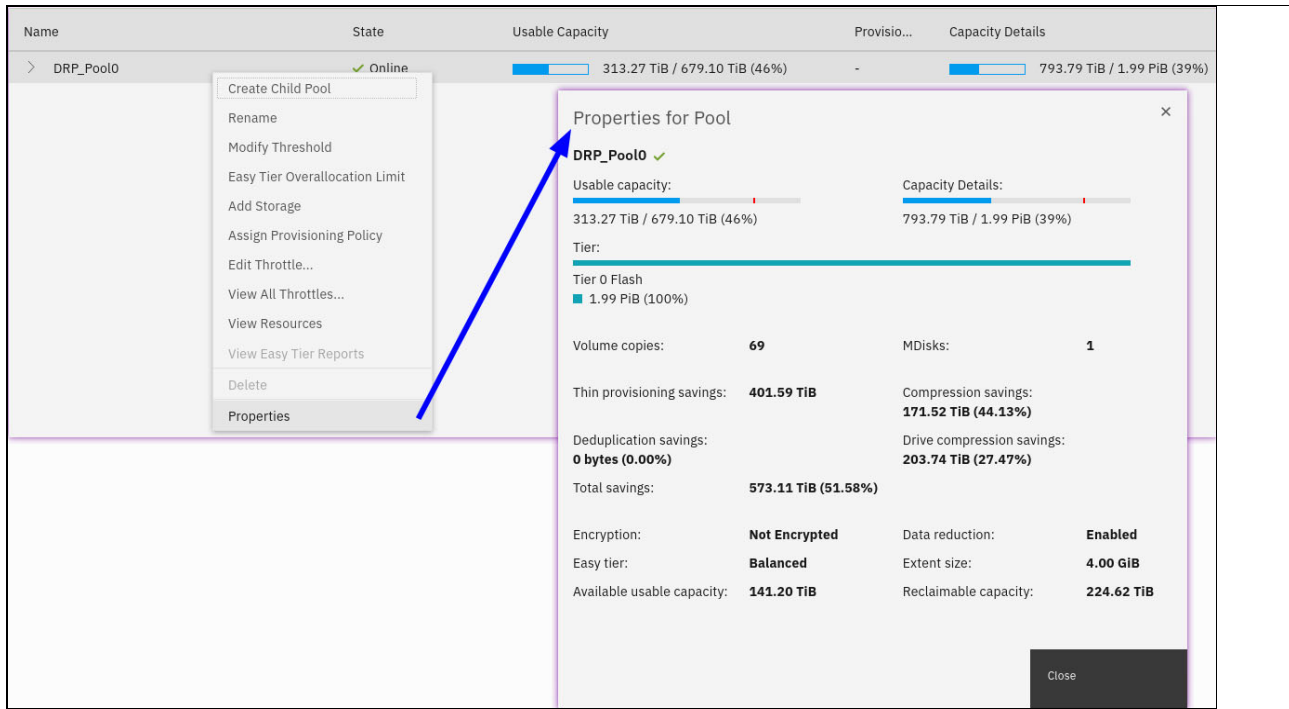 Name State Usable Capacity Provisio... Capacity Details
DRP_Pool0 Online 313.27 TiB / 679.10 TiB (46%) - 793.79 TiB / 1.99 PiB (39%)
Create Child Pool
Rename
Modify Threshold
Easy Tier Overallocation Limit
Add Storage
Assign Provisioning Policy
Edit Throttle...
View All Throttles...
View Resources
View Easy Tier Reports
Delete
Properties
Properties for Pool
DRP_Pool0
Usable capacity: Capacity Details:
313.27 TiB / 679.10 TiB (46%) 793.79 TiB / 1.99 PiB (39%)
Tier:
Tier 0 Flash
1.99 PiB (100%)
Volume copies: 69 MDisks: 1
Thin provisioning savings: 401.59 TiB Compression savings:
171.52 TiB (44.13%)
Deduplication savings: Drive compression savings:
0 bytes (0.00%) 203.74 TiB (27.47%)
Total savings: 573.11 TiB (51.58%)
Encryption: Not Encrypted Data reduction: Enabled
Easy tier: Balanced Extent size: 4.00 GiB
Available usable capacity: 141.20 TiB Reclaimable capacity: 224.62 TiB
Close